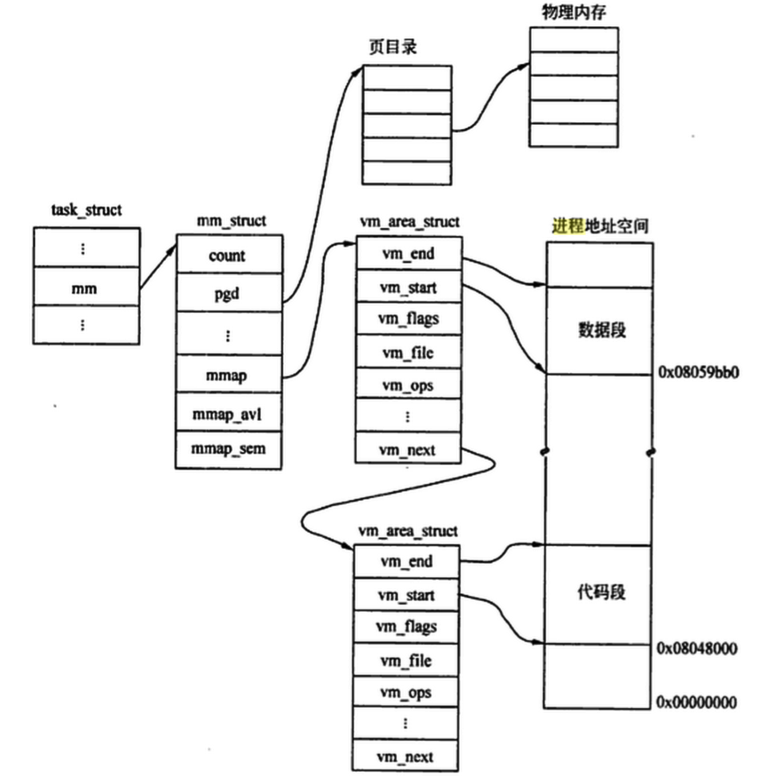 物理内存
页目录
task_struct
⋮
mm
⋮
mm_struct
count
pgd
⋮
mmap
mmap_avl
mmap_sem
vm_area_struct
vm_end
vm_start
vm_flags
vm_file
vm_ops
⋮
vm_next
vm_area_struct
vm_end
vm_start
vm_flags
vm_file
vm_ops
⋮
vm_next
进程地址空间
数据段
0x08059bb0
代码段
0x08048000
0x00000000